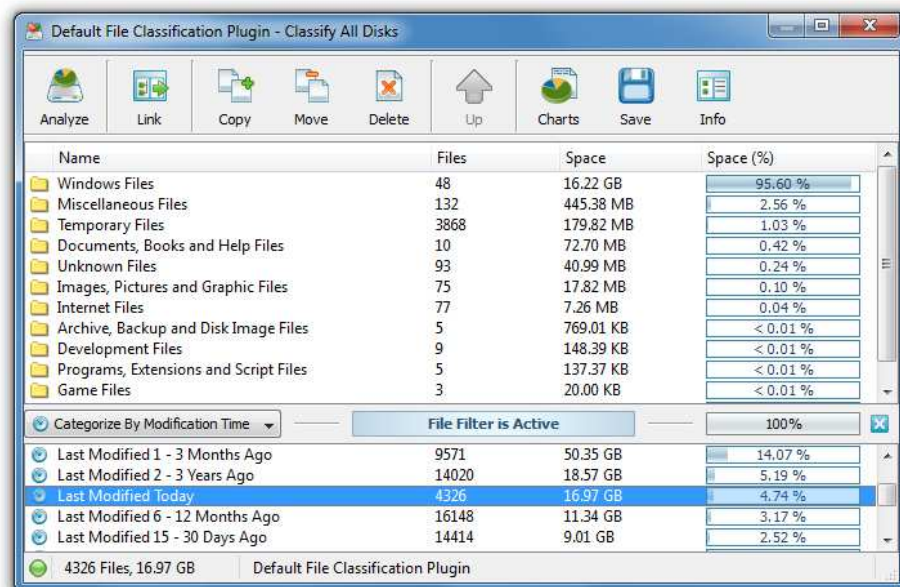 Default File Classification Plugin - Classify All Disks
Analyze Link Copy Move Delete Up Charts Save Info
Name Files Space Space (%)
Windows Files 48 16.22 GB 95.60 %
Miscellaneous Files 132 445.38 MB 2.56 %
Temporary Files 3868 179.82 MB 1.03 %
Documents, Books and Help Files 10 72.70 MB 0.42 %
Unknown Files 93 40.99 MB 0.24 %
Images, Pictures and Graphic Files 75 17.82 MB 0.10 %
Internet Files 77 7.26 MB 0.04 %
Archive, Backup and Disk Image Files 5 769.01 KB < 0.01 %
Development Files 9 148.39 KB < 0.01 %
Programs, Extensions and Script Files 5 137.37 KB < 0.01 %
Game Files 3 20.00 KB < 0.01 %
Categorize By Modification Time File Filter is Active 100%
Last Modified 1 - 3 Months Ago 9571 50.35 GB 14.07 %
Last Modified 2 - 3 Years Ago 14020 18.57 GB 5.19 %
Last Modified Today 4326 16.97 GB 4.74 %
Last Modified 6 - 12 Months Ago 16148 11.34 GB 3.17 %
Last Modified 15 - 30 Days Ago 14414 9.01 GB 2.52 %
4326 Files, 16.97 GB Default File Classification Plugin